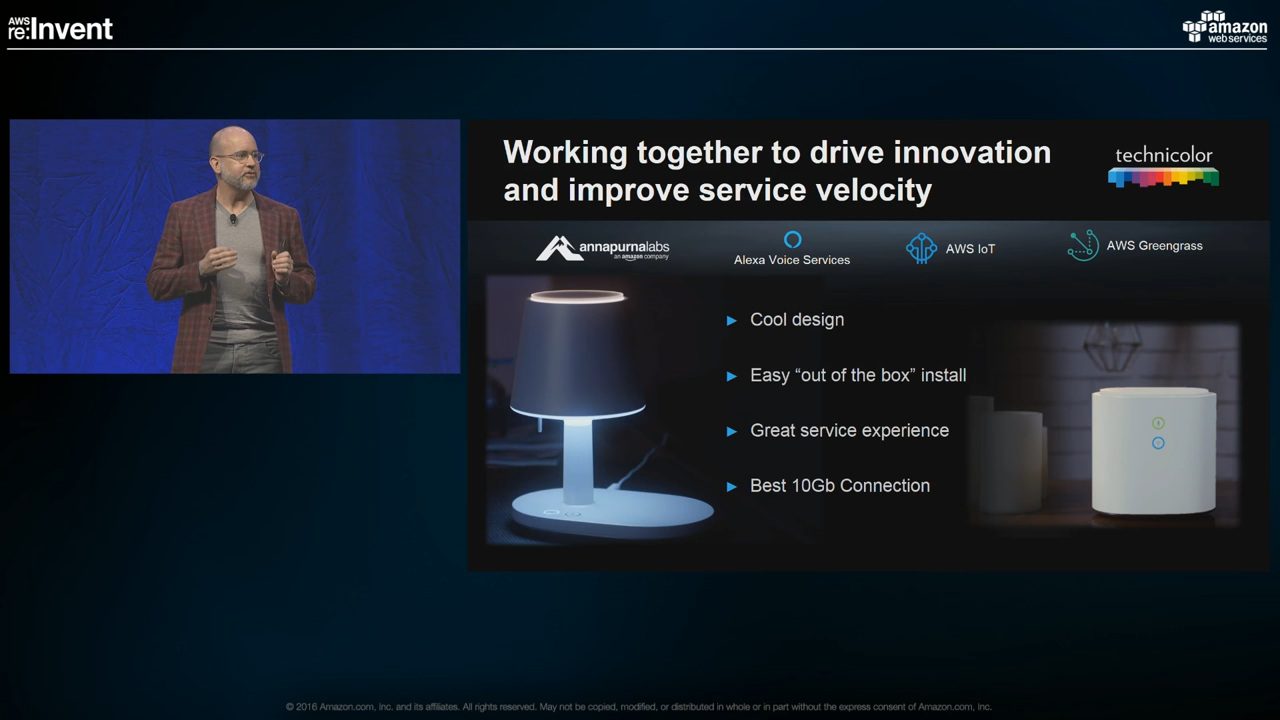 AWS
re:Invent
amazon
web services
Working together to drive innovation
and improve service velocity
technicolor
annapurnalabs
an amazon company
Alexa Voice Services
AWS IoT
AWS Greengrass
► Cool design
► Easy “out of the box” install
► Great service experience
► Best 10Gb Connection
© 2016 Amazon.com, Inc. and its affiliates. All rights reserved. May not be copied, modified, or distributed in whole or in part without the express consent of Amazon.com, Inc.